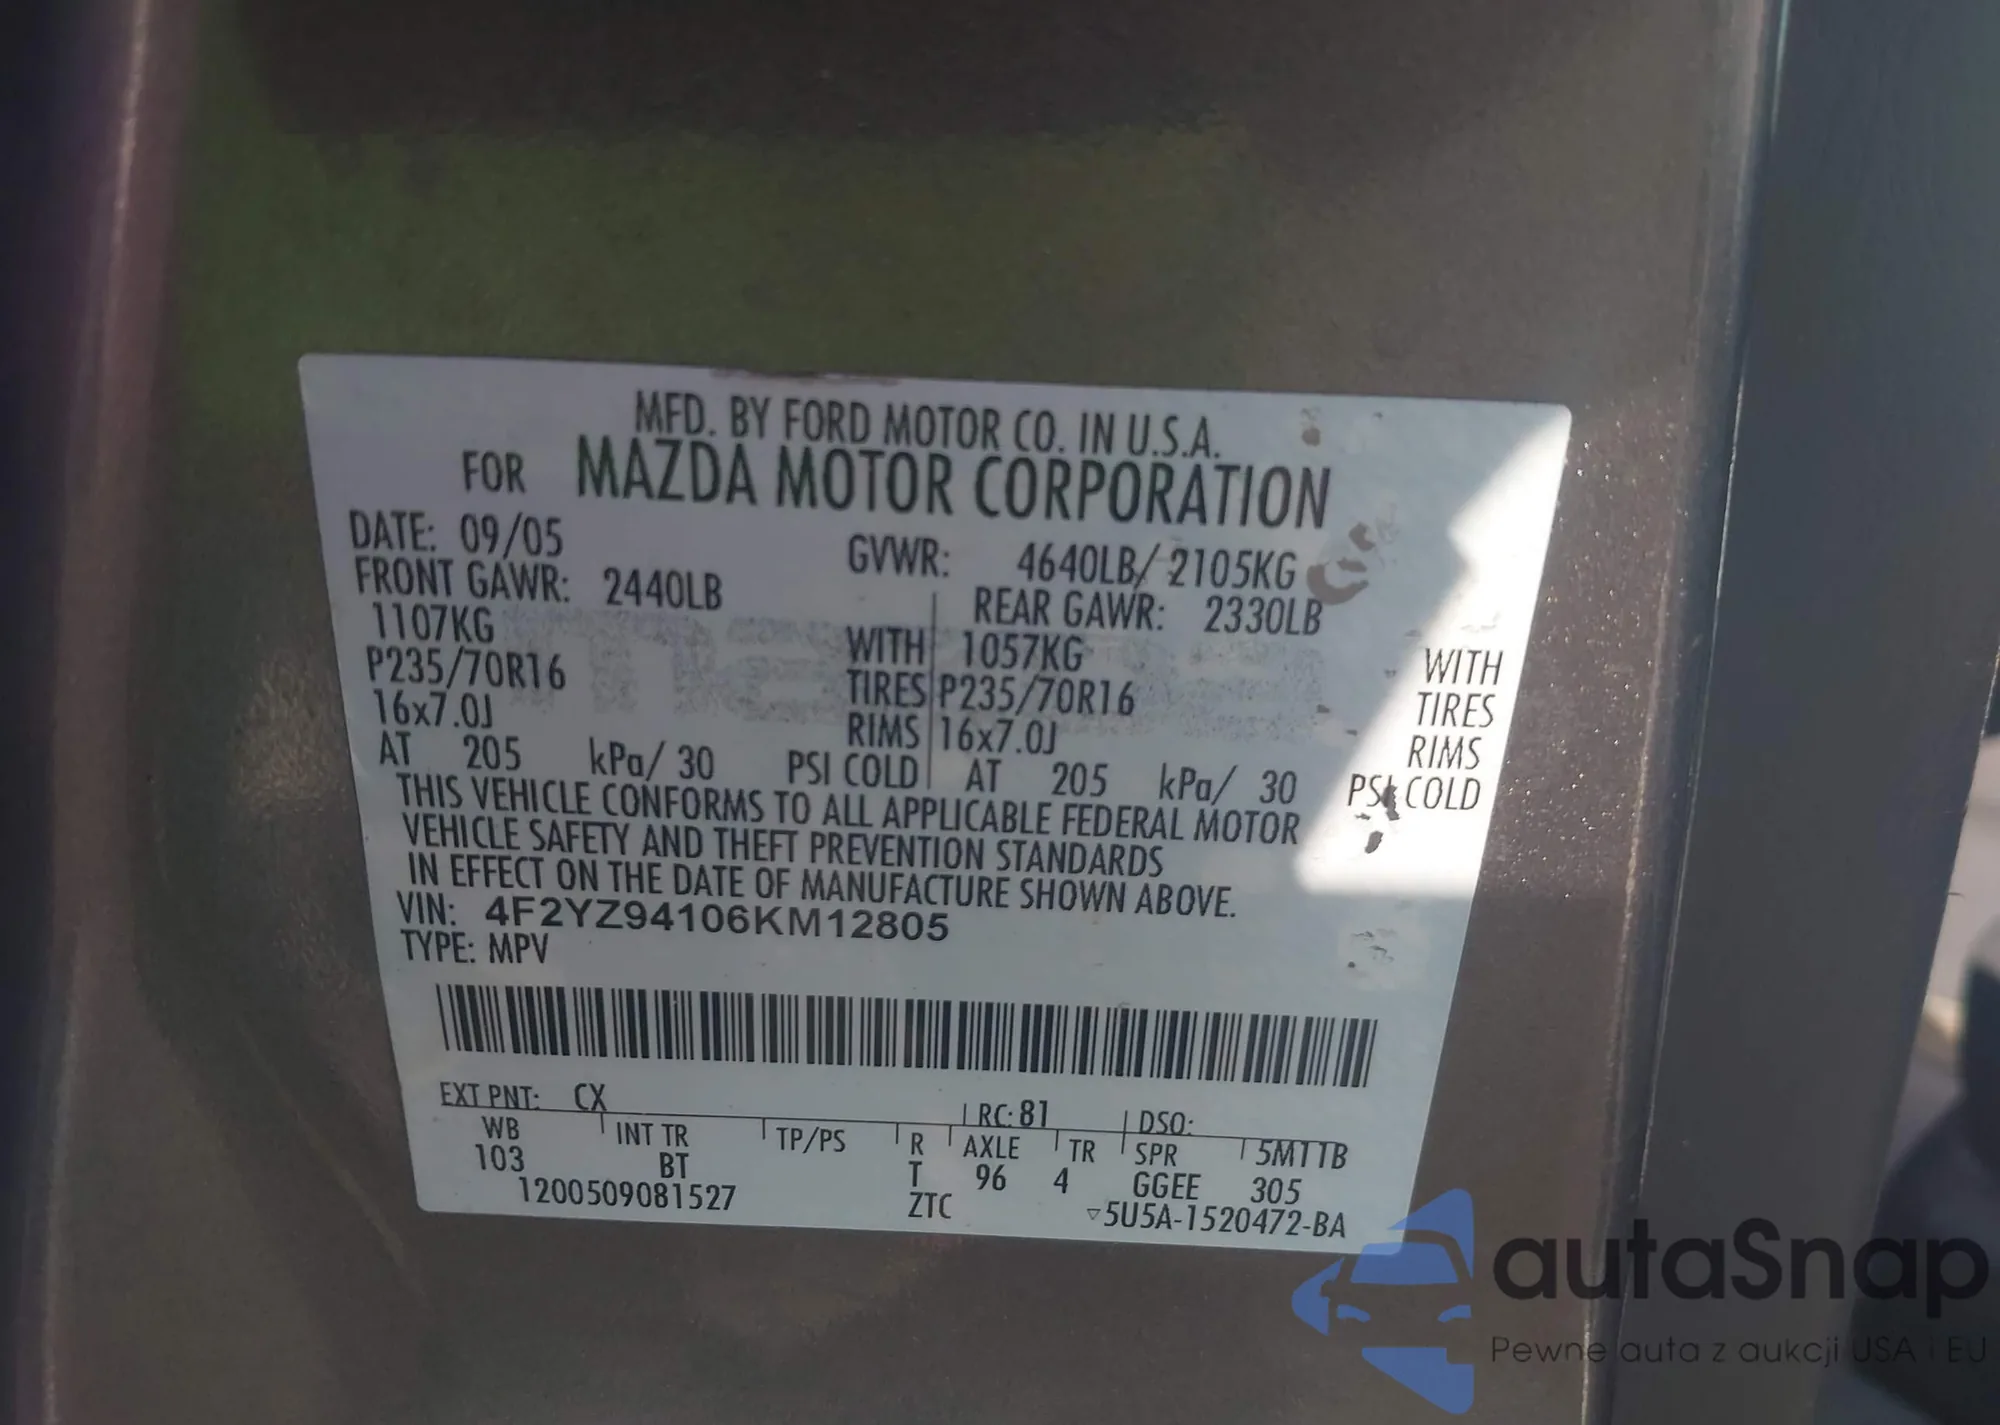 MFD. BY FORD MOTOR CO. IN U.S.A.
FOR MAZDA MOTOR CORPORATION
DATE: 09/05 GVWR: 4640LB/ 2105KG
FRONT GAWR: 2440LB REAR GAWR: 2330LB
1107KG WITH 1057KG WITH
P235/70R16 TIRES P235/70R16 TIRES
16x7.0J RIMS 16x7.0J RIMS
AT 205 kPa/ 30 PSI COLD AT 205 kPa/ 30 PSI COLD
THIS VEHICLE CONFORMS TO ALL APPLICABLE FEDERAL MOTOR
VEHICLE SAFETY AND THEFT PREVENTION STANDARDS
IN EFFECT ON THE DATE OF MANUFACTURE SHOWN ABOVE.
VIN: 4F2YZ94106KM12805
TYPE: MPV
EXT PNT: CX RC: 81 DSO:
WB INT TR TP/PS R AXLE TR SPR 5MTTB
103 BT T 96 4 GGEE 305
1200509081527 ZTC ▽5U5A-1520472-BA
autaSnap
Pewne auta z aukcji USA i EU